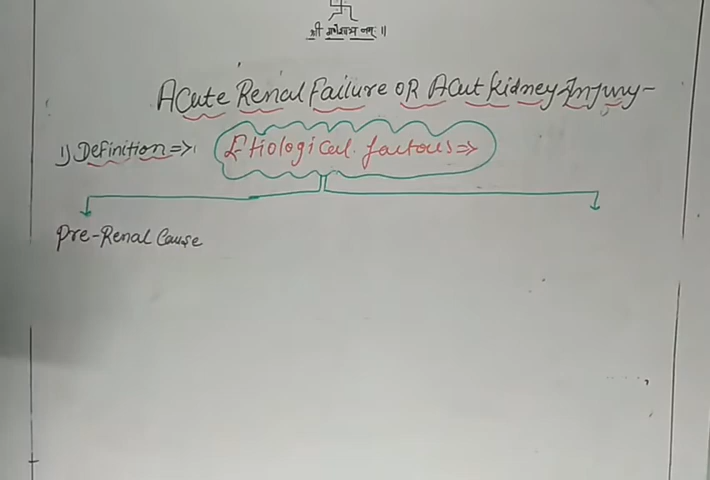 श्री गणेशाय नमः ॥
Acute Renal Failure OR Acut Kidney Injury-
1) Definition =>
Etiological factors =>
Pre-Renal Cause